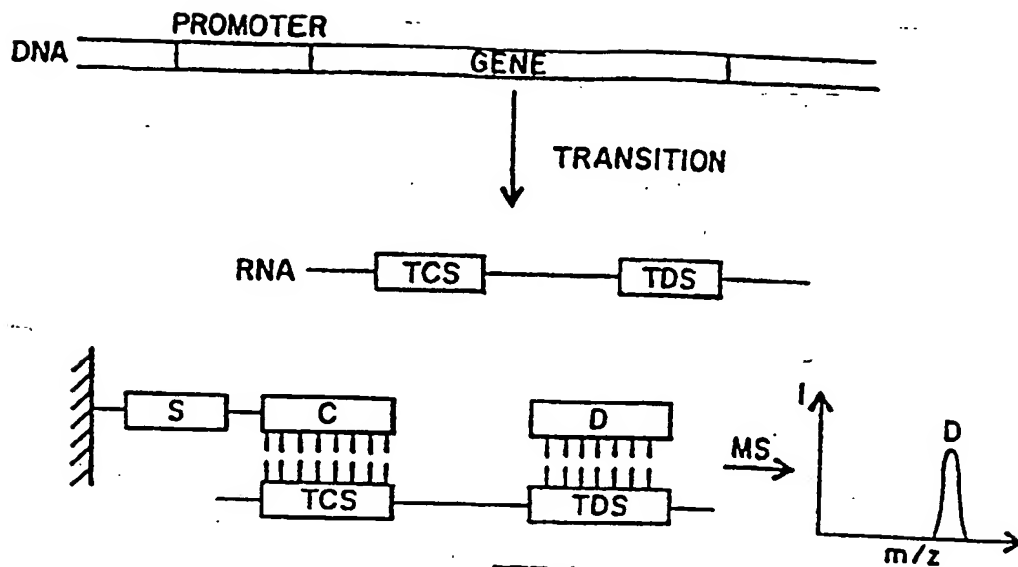 PROMOTER
DNA
GENE
TRANSITION
RNA
TCS
TDS
S
C
D
TCS
TDS
MS
I
D
m/z